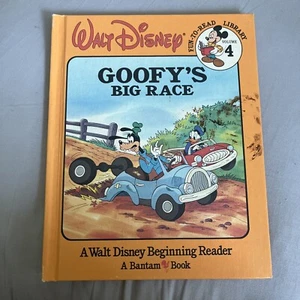 WALT DISNEY
FUN-TO-READ LIBRARY
VOLUME
4
GOOFY'S
BIG RACE
A Walt Disney Beginning Reader
A Bantam Book